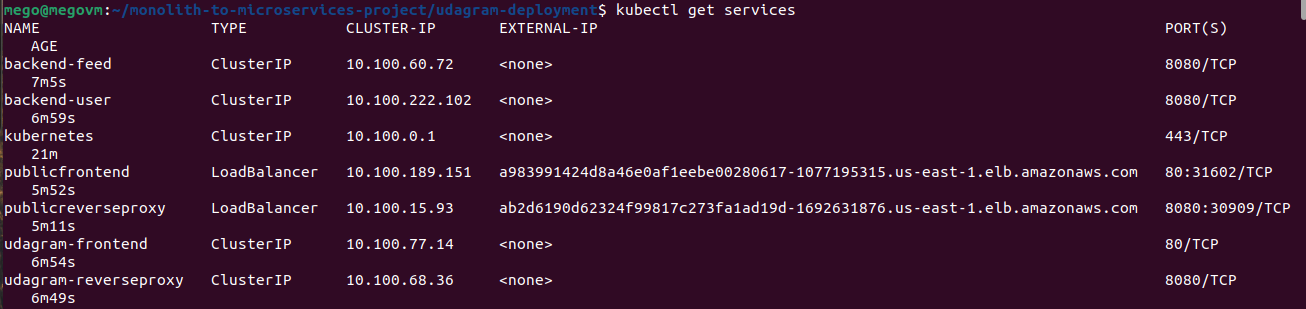 mego@megovm:~/monolith-to-microservices-project/udagram-deployment$ kubectl get services
NAME                   TYPE           CLUSTER-IP       EXTERNAL-IP                                                               PORT(S)
   AGE
backend-feed           ClusterIP      10.100.60.72     <none>                                                                    8080/TCP
   7m5s
backend-user           ClusterIP      10.100.222.102   <none>                                                                    8080/TCP
   6m59s
kubernetes             ClusterIP      10.100.0.1       <none>                                                                    443/TCP
   21m
publicfrontend         LoadBalancer   10.100.189.151   a983991424d8a46e0af1eebe00280617-1077195315.us-east-1.elb.amazonaws.com   80:31602/TCP
   5m52s
publicreverseproxy     LoadBalancer   10.100.15.93     ab2d6190d62324f99817c273fa1ad19d-1692631876.us-east-1.elb.amazonaws.com   8080:30909/TCP
   5m11s
udagram-frontend       ClusterIP      10.100.77.14     <none>                                                                    80/TCP
   6m54s
udagram-reverseproxy   ClusterIP      10.100.68.36     <none>                                                                    8080/TCP
   6m49s